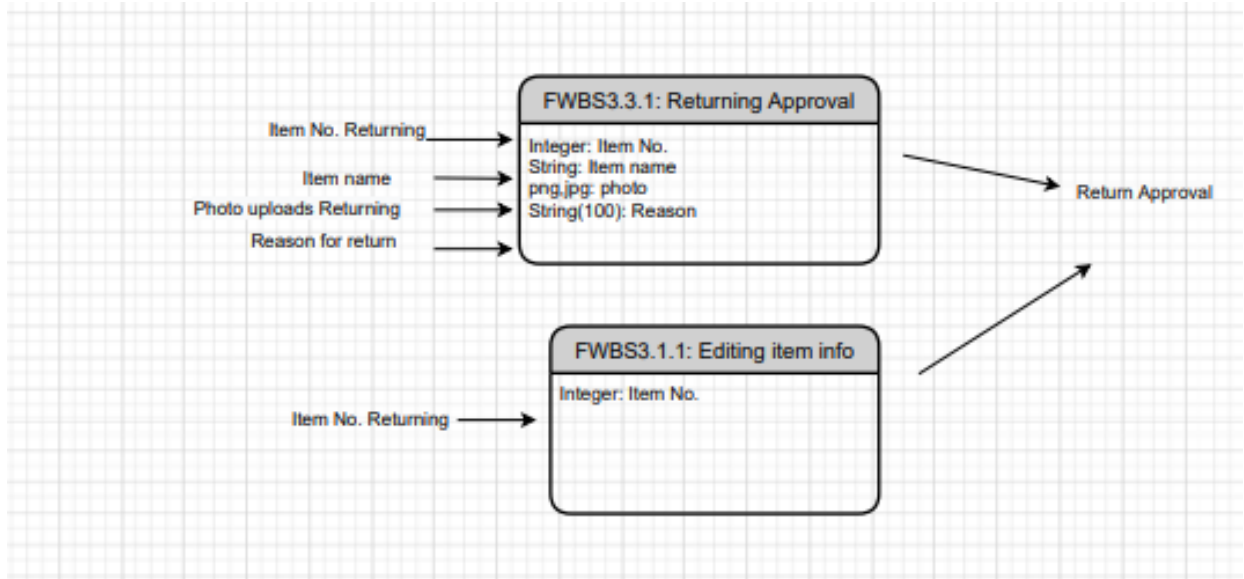 FWBS3.3.1: Returning Approval
Item No. Returning
Item name
Photo uploads Returning
Reason for return
Integer: Item No.
String: Item name
png,jpg: photo
String(100): Reason
Return Approval
FWBS3.1.1: Editing item info
Item No. Returning
Integer: Item No.